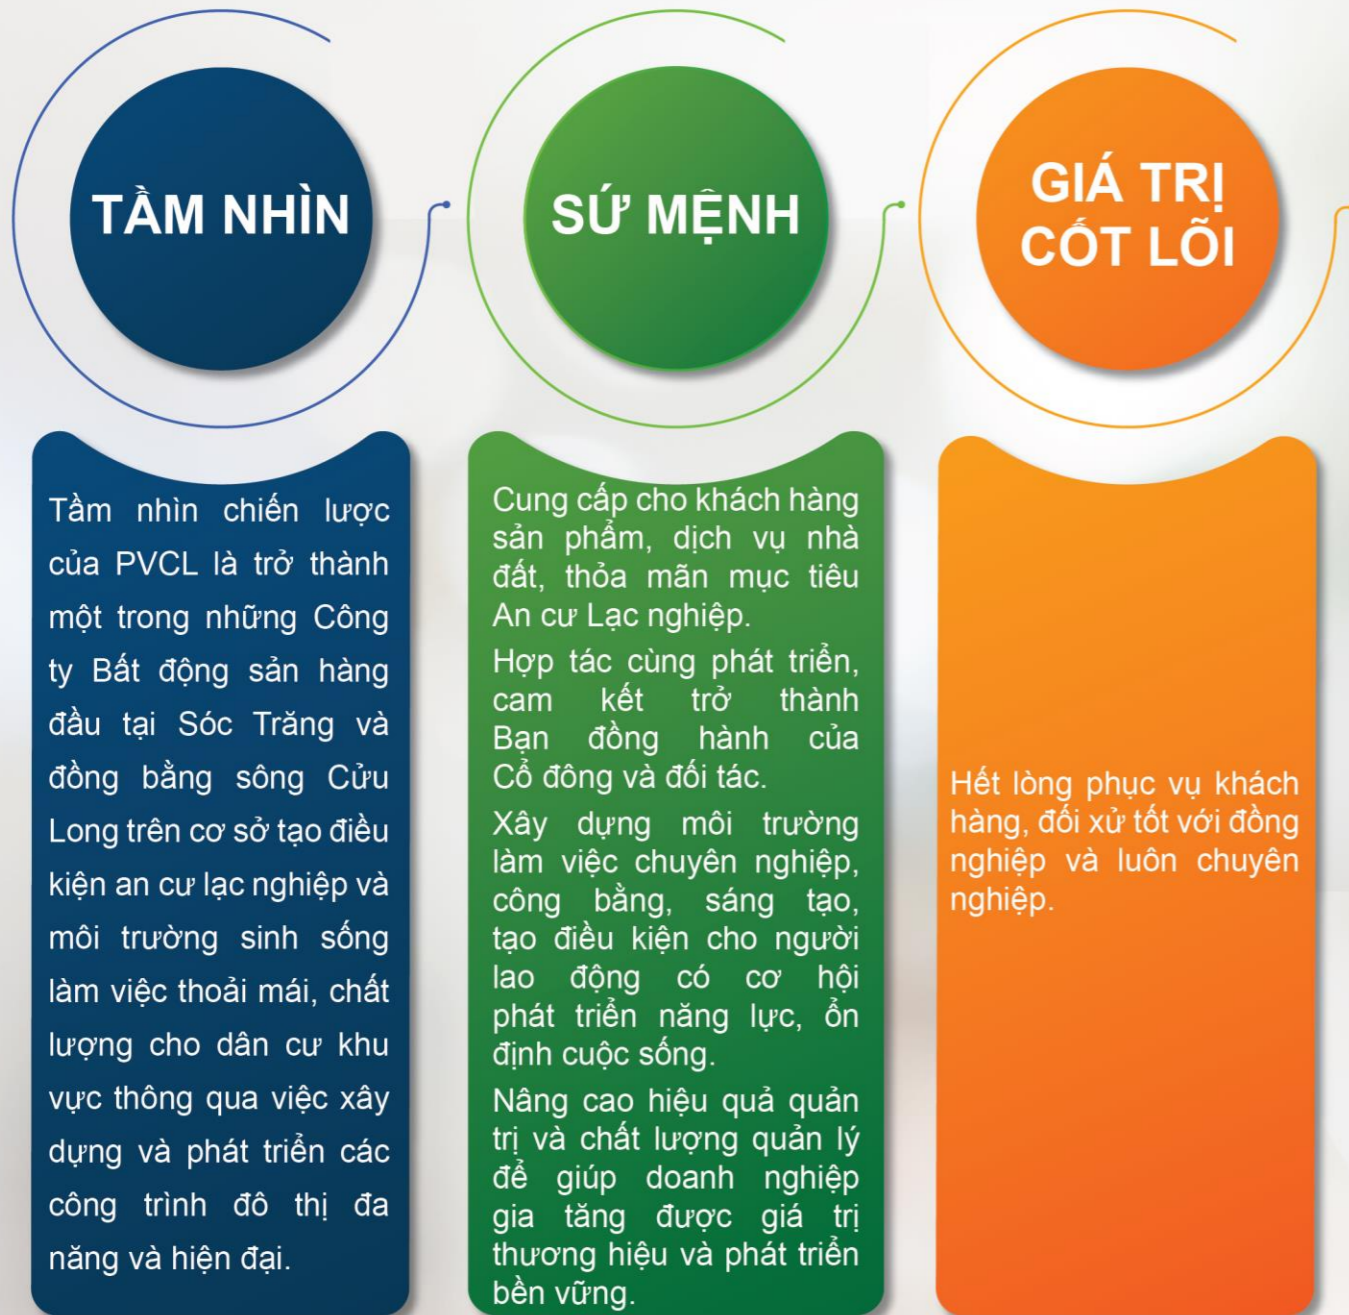 TẦM NHÌN
Tầm nhìn chiến lược
của PVCL là trở thành
một trong những Công
ty Bất động sản hàng
đầu tại Sóc Trăng và
đồng bằng sông Cửu
Long trên cơ sở tạo điều
kiện an cư lạc nghiệp và
môi trường sinh sống
làm việc thoải mái, chất
lượng cho dân cư khu
vực thông qua việc xây
dựng và phát triển các
công trình đô thị đa
năng và hiện đại.
SỨ MỆNH
Cung cấp cho khách hàng
sản phẩm, dịch vụ nhà
đất, thỏa mãn mục tiêu
An cư Lạc nghiệp.
Hợp tác cùng phát triển,
cam kết trở thành
Bạn đồng hành của
Cổ đông và đối tác.
Xây dựng môi trường
làm việc chuyên nghiệp,
công bằng, sáng tạo,
tạo điều kiện cho người
lao động có cơ hội
phát triển năng lực, ổn
định cuộc sống.
Nâng cao hiệu quả quản
trị và chất lượng quản lý
để giúp doanh nghiệp
gia tăng được giá trị
thương hiệu và phát triển
bền vững.
GIÁ TRỊ
CỐT LÕI
Hết lòng phục vụ khách
hàng, đối xử tốt với đồng
nghiệp và luôn chuyên
nghiệp.